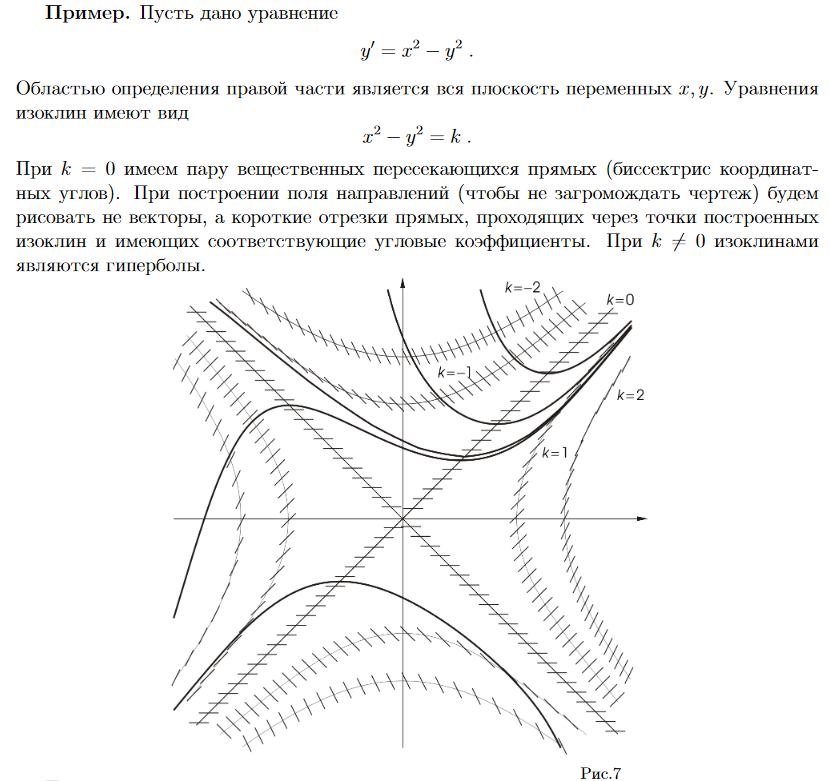 Пример. Пусть дано уравнение
y′ = x² − y² .
Областью определения правой части является вся плоскость переменных x, y. Уравнения
изоклин имеют вид
x² − y² = k .
При k = 0 имеем пару вещественных пересекающихся прямых (биссектрис координат-
ных углов). При построении поля направлений (чтобы не загромождать чертеж) будем
рисовать не векторы, а короткие отрезки прямых, проходящих через точки построенных
изоклин и имеющих соответствующие угловые коэффициенты. При k ≠ 0 изоклинами
являются гиперболы.
k=−2
k=0
k=−1
k=2
k=1
Рис.7